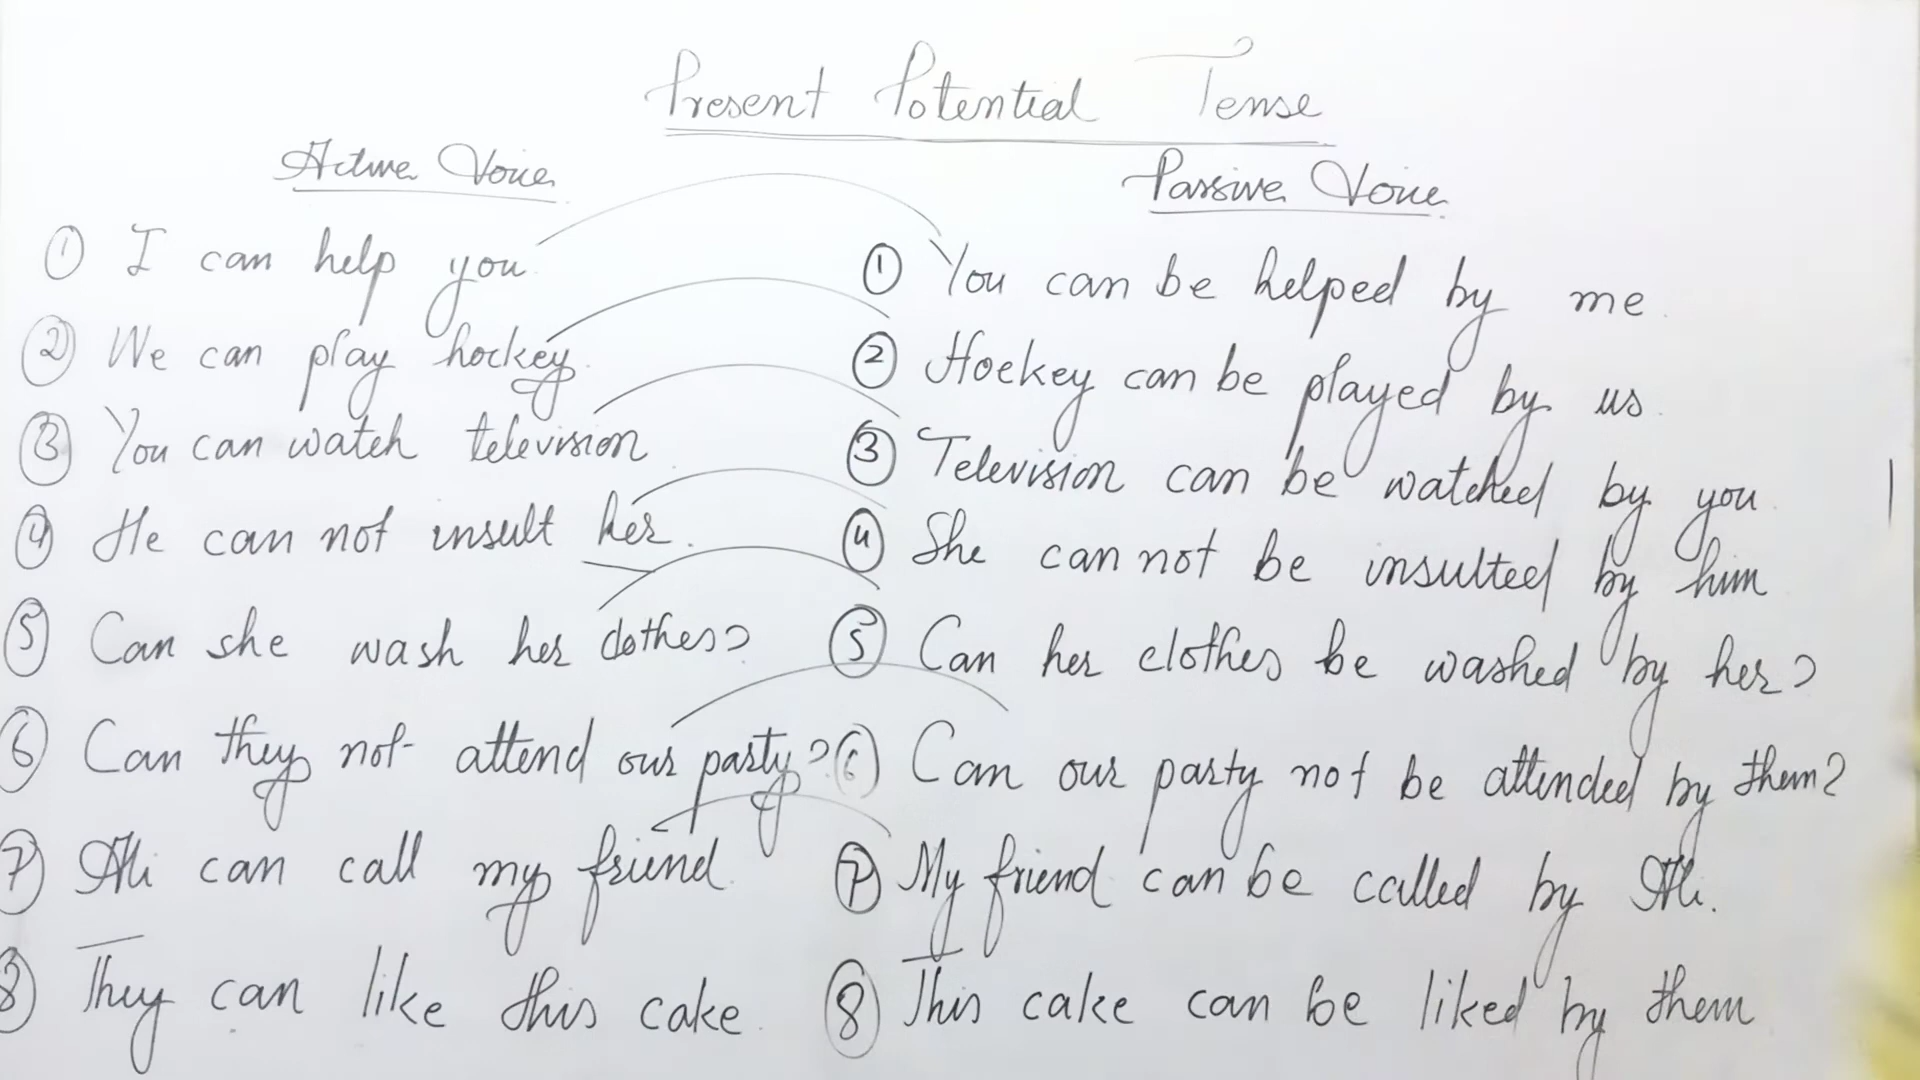 Present Potential Tense
Active Voice
Passive Voice
① I can help you
① You can be helped by me
② We can play hockey.
② Hockey can be played by us
③ You can watch television
③ Television can be watched by you
④ He can not insult her.
④ She can not be insulted by him
⑤ Can she wash her clothes?
⑤ Can her clothes be washed by her?
⑥ Can they not attend our party?
⑥ Can our party not be attended by them?
⑦ Ali can call my friend
⑦ My friend can be called by Ali.
⑧ They can like this cake
⑧ This cake can be liked by them